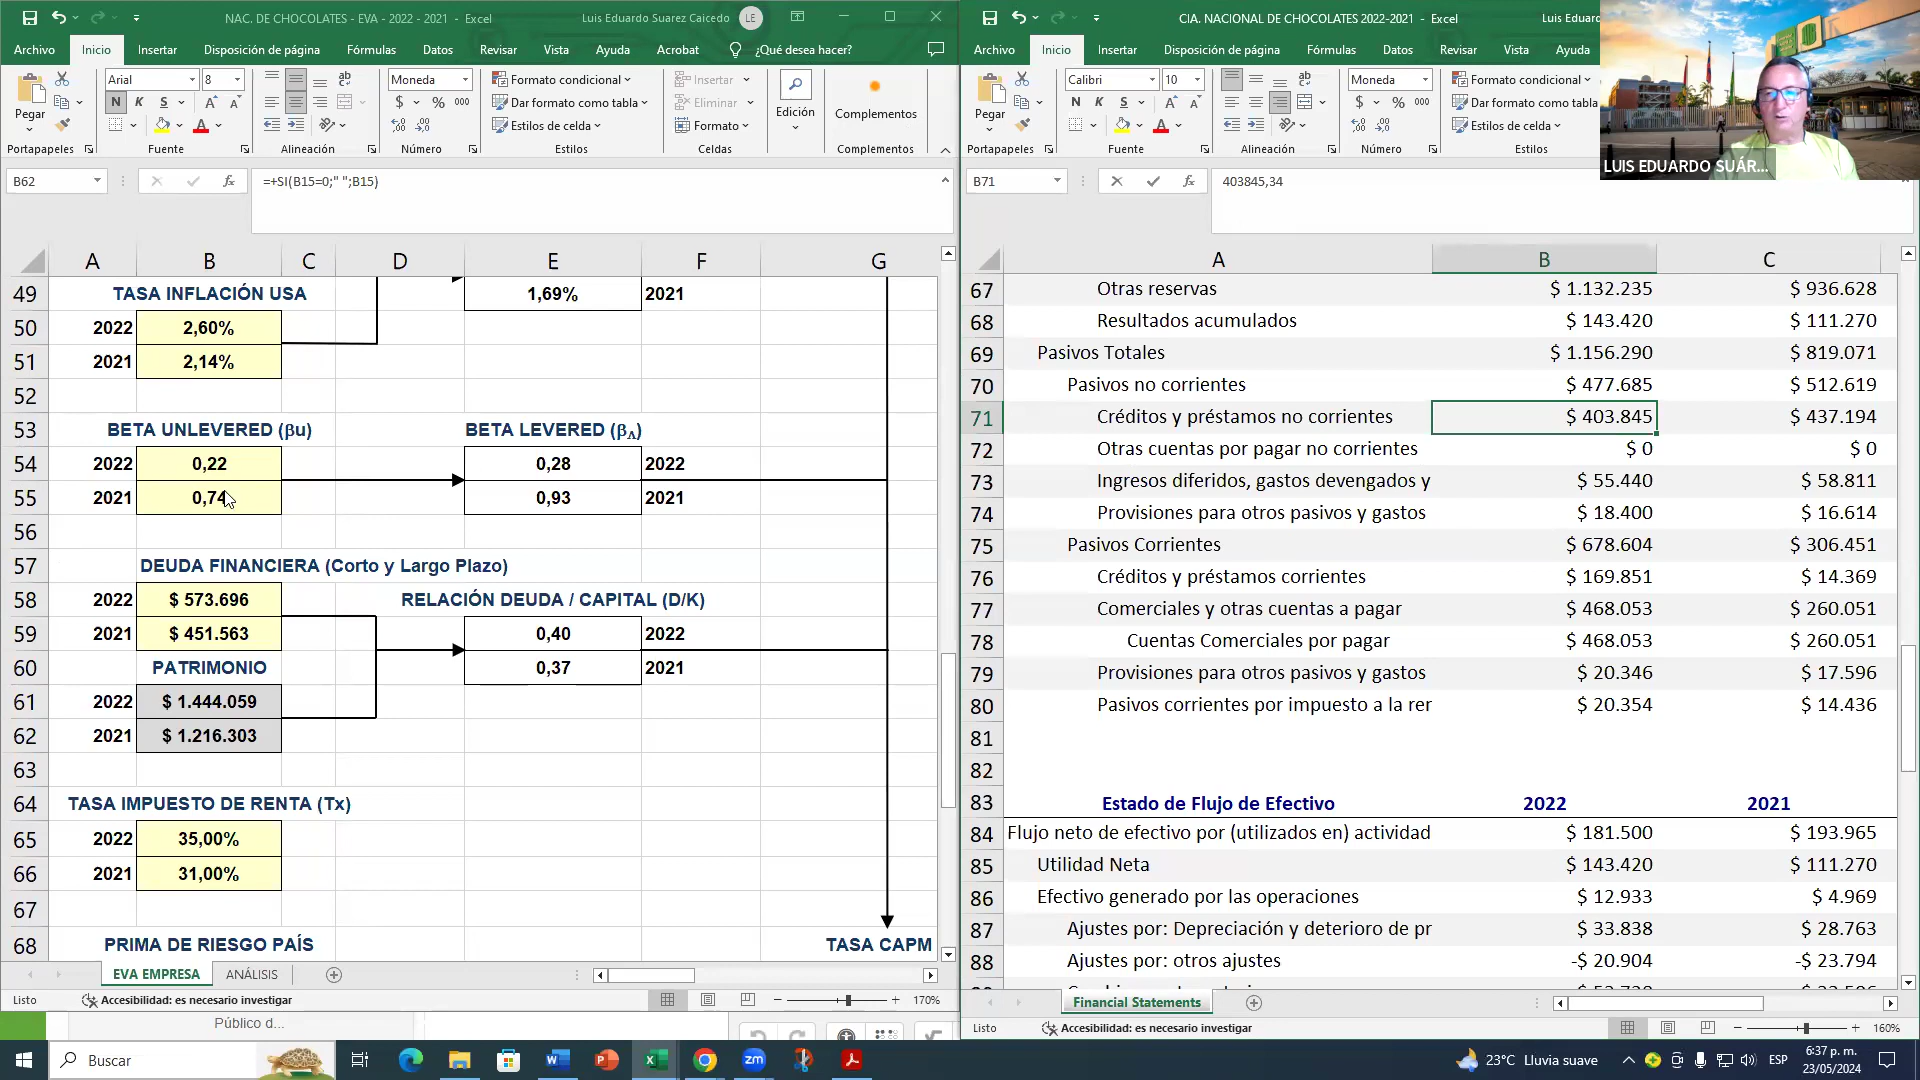 NAC. DE CHOCOLATES - EVA - 2022 - 2021 - Excel
Luis Eduardo Suarez Caicedo
LE
Archivo Inicio Insertar Disposición de página Fórmulas Datos Revisar Vista Ayuda Acrobat ¿Qué desea hacer?
Pegar
Portapapeles
Arial 8
N K S
Fuente
Alineación
Moneda
$ % 000
Número
Formato condicional
Dar formato como tabla
Estilos de celda
Estilos
Insertar
Eliminar
Formato
Celdas
Edición
Complementos
Complementos
B62 fx =+SI(B15=0;" ";B15)
A B C D E F G
49 TASA INFLACIÓN USA 1,69% 2021
50 2022 2,60%
51 2021 2,14%
52
53 BETA UNLEVERED (βu) BETA LEVERED (βΛ)
54 2022 0,22 0,28 2022
55 2021 0,74 0,93 2021
56
57 DEUDA FINANCIERA (Corto y Largo Plazo)
58 2022 $ 573.696 RELACIÓN DEUDA / CAPITAL (D/K)
59 2021 $ 451.563 0,40 2022
60 PATRIMONIO 0,37 2021
61 2022 $ 1.444.059
62 2021 $ 1.216.303
63
64 TASA IMPUESTO DE RENTA (Tx)
65 2022 35,00%
66 2021 31,00%
67
68 PRIMA DE RIESGO PAÍS TASA CAPM
EVA EMPRESA ANÁLISIS
Listo Accesibilidad: es necesario investigar 170%
Público d...
CIA. NACIONAL DE CHOCOLATES 2022-2021 - Excel
Luis Eduar
Archivo Inicio Insertar Disposición de página Fórmulas Datos Revisar Vista Ayuda
Pegar
Portapapeles
Calibri 10
N K S
Fuente
Alineación
Moneda
$ % 000
Número
Formato condicional
Dar formato como tabla
Estilos de celda
Estilos
LUIS EDUARDO SUÁR...
B71 fx 403845,34
A B C
67 Otras reservas $ 1.132.235 $ 936.628
68 Resultados acumulados $ 143.420 $ 111.270
69 Pasivos Totales $ 1.156.290 $ 819.071
70 Pasivos no corrientes $ 477.685 $ 512.619
71 Créditos y préstamos no corrientes $ 403.845 $ 437.194
72 Otras cuentas por pagar no corrientes $ 0 $ 0
73 Ingresos diferidos, gastos devengados y $ 55.440 $ 58.811
74 Provisiones para otros pasivos y gastos $ 18.400 $ 16.614
75 Pasivos Corrientes $ 678.604 $ 306.451
76 Créditos y préstamos corrientes $ 169.851 $ 14.369
77 Comerciales y otras cuentas a pagar $ 468.053 $ 260.051
78 Cuentas Comerciales por pagar $ 468.053 $ 260.051
79 Provisiones para otros pasivos y gastos $ 20.346 $ 17.596
80 Pasivos corrientes por impuesto a la rer $ 20.354 $ 14.436
81
82
83 Estado de Flujo de Efectivo 2022 2021
84 Flujo neto de efectivo por (utilizados en) actividad $ 181.500 $ 193.965
85 Utilidad Neta $ 143.420 $ 111.270
86 Efectivo generado por las operaciones $ 12.933 $ 4.969
87 Ajustes por: Depreciación y deterioro de pr $ 33.838 $ 28.763
88 Ajustes por: otros ajustes -$ 20.904 -$ 23.794
Financial Statements
Listo Accesibilidad: es necesario investigar 160%
Buscar
23°C Lluvia suave
ESP
6:37 p. m.
23/05/2024